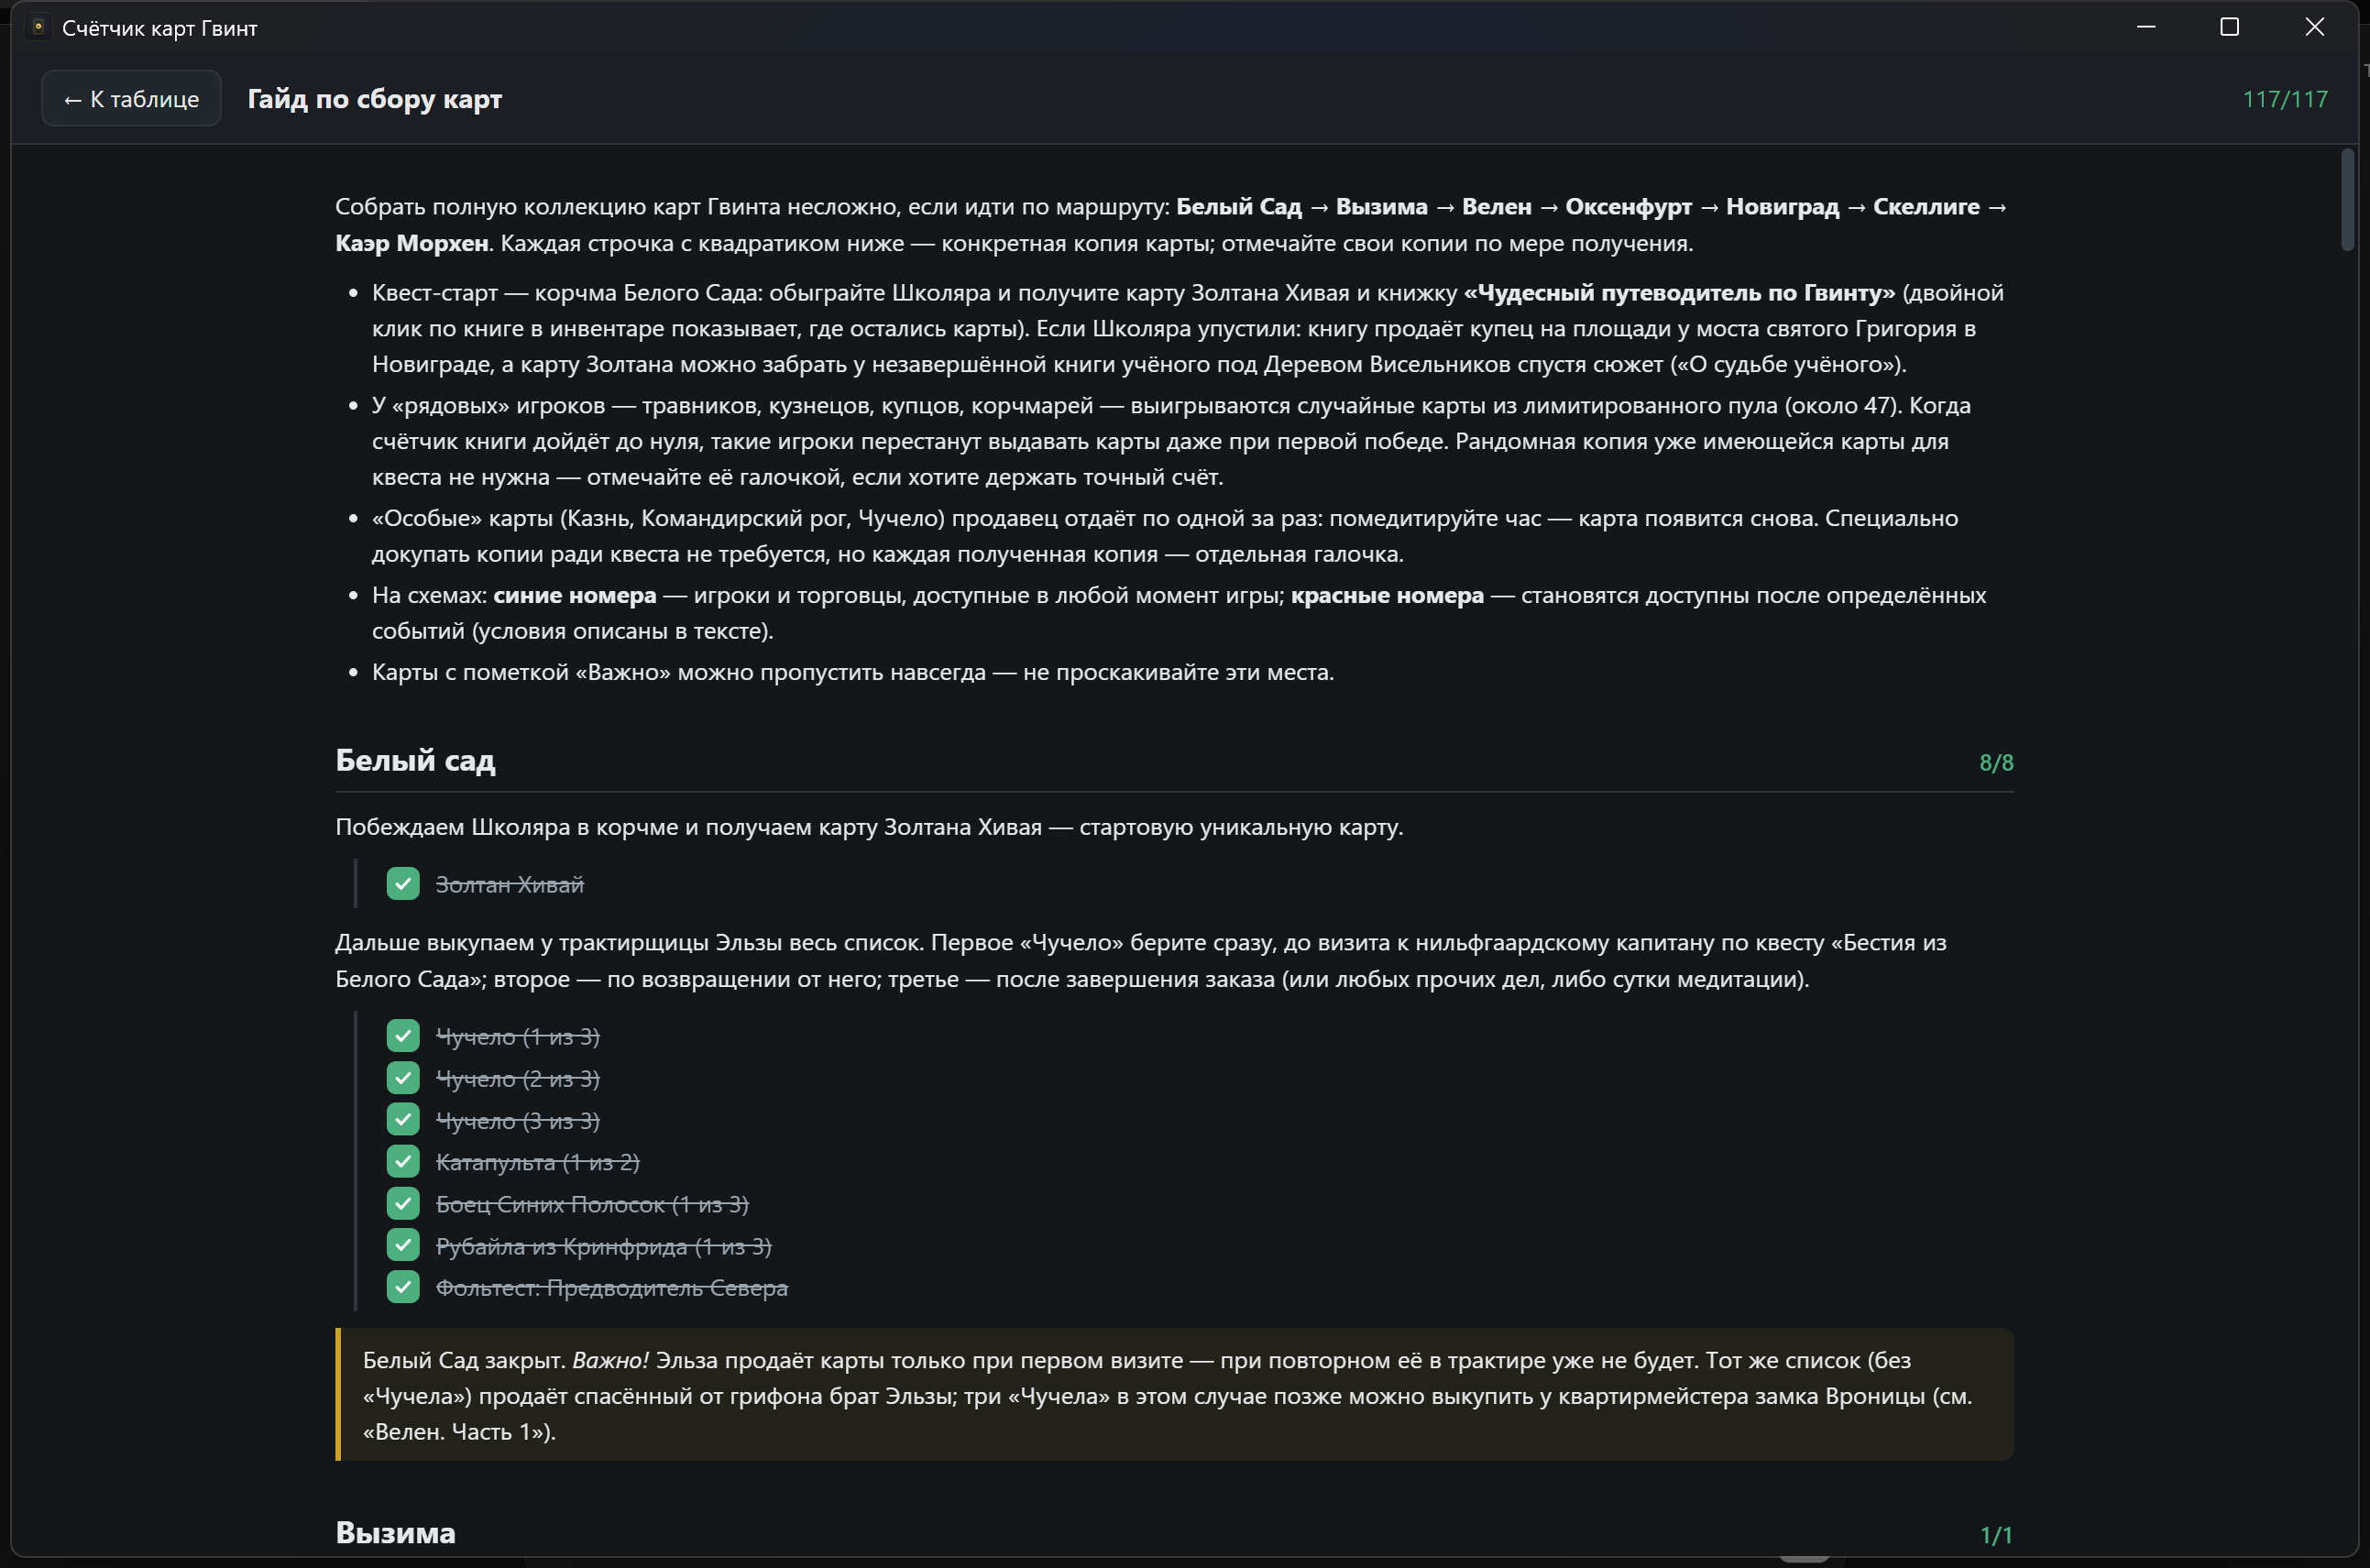 Счётчик карт Гвинт
← К таблице
Гайд по сбору карт
117/117
Собрать полную коллекцию карт Гвинта несложно, если идти по маршруту: Белый Сад → Вызима → Велен → Оксенфурт → Новиград → Скеллиге →
Каэр Морхен. Каждая строчка с квадратиком ниже — конкретная копия карты; отмечайте свои копии по мере получения.
• Квест-старт — корчма Белого Сада: обыграйте Школяра и получите карту Золтана Хивая и книжку «Чудесный путеводитель по Гвинту» (двойной
клик по книге в инвентаре показывает, где остались карты). Если Школяра упустили: книгу продаёт купец на площади у моста святого Григория в
Новиграде, а карту Золтана можно забрать у незавершённой книги учёного под Деревом Висельников спустя сюжет («О судьбе учёного»).
• У «рядовых» игроков — травников, кузнецов, купцов, корчмарей — выигрываются случайные карты из лимитированного пула (около 47). Когда
счётчик книги дойдёт до нуля, такие игроки перестанут выдавать карты даже при первой победе. Рандомная копия уже имеющейся карты для
квеста не нужна — отмечайте её галочкой, если хотите держать точный счёт.
• «Особые» карты (Казнь, Командирский рог, Чучело) продавец отдаёт по одной за раз: помедитируйте час — карта появится снова. Специально
докупать копии ради квеста не требуется, но каждая полученная копия — отдельная галочка.
• На схемах: синие номера — игроки и торговцы, доступные в любой момент игры; красные номера — становятся доступны после определённых
событий (условия описаны в тексте).
• Карты с пометкой «Важно» можно пропустить навсегда — не проскакивайте эти места.
Белый сад
8/8
Побеждаем Школяра в корчме и получаем карту Золтана Хивая — стартовую уникальную карту.
Золтан Хивай
Дальше выкупаем у трактирщицы Эльзы весь список. Первое «Чучело» берите сразу, до визита к нильфгаардскому капитану по квесту «Бестия из
Белого Сада»; второе — по возвращении от него; третье — после завершения заказа (или любых прочих дел, либо сутки медитации).
Чучело (1 из 3)
Чучело (2 из 3)
Чучело (3 из 3)
Катапульта (1 из 2)
Боец Синих Полосок (1 из 3)
Рубайла из Кринфрида (1 из 3)
Фольтест: Предводитель Севера
Белый Сад закрыт. Важно! Эльза продаёт карты только при первом визите — при повторном её в трактире уже не будет. Тот же список (без
«Чучела») продаёт спасённый от грифона брат Эльзы; три «Чучела» в этом случае позже можно выкупить у квартирмейстера замка Вроницы (см.
«Велен. Часть 1»).
Вызима
1/1